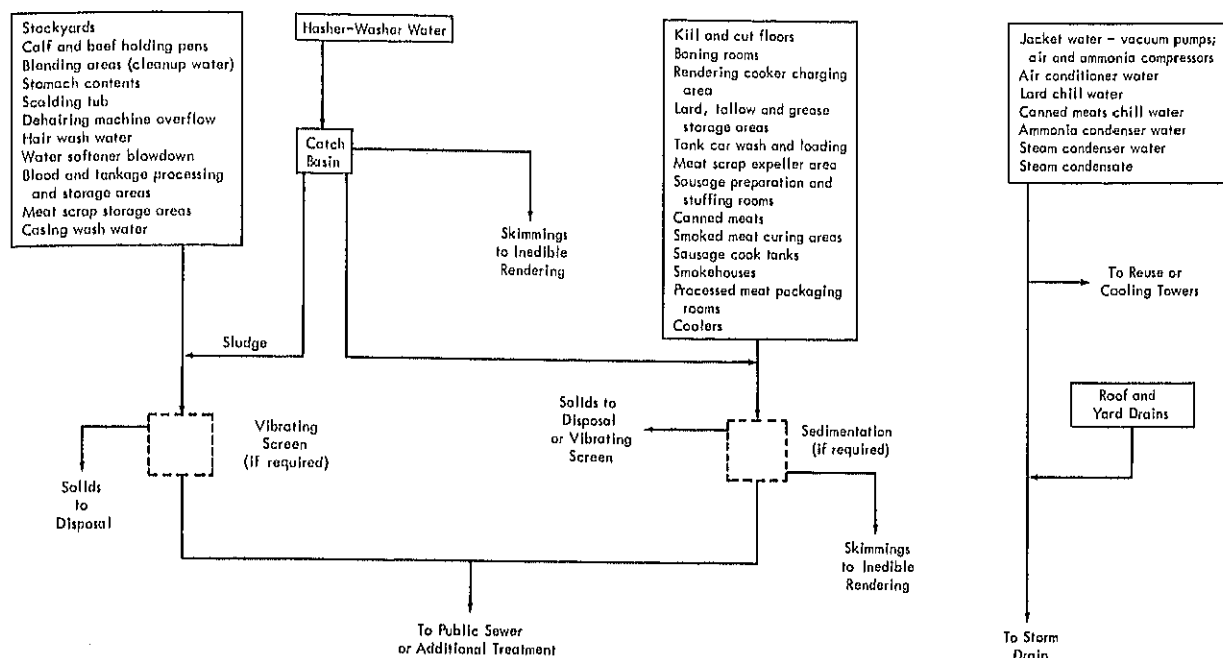 Stockyards
Calf and beef holding pens
Blending areas (cleanup water)
Stomach contents
Scalding tub
Dehairing machine overflow
Hair wash water
Water softener blowdown
Blood and tankage processing
and storage areas
Meat scrap storage areas
Casing wash water
Hasher-Washer Water
Catch
Basin
Skimmings
to Inedible
Rendering
Sludge
Kill and cut floors
Boning rooms
Rendering cooker charging
area
Lard, tallow and grease
storage areas
Tank car wash and loading
Meat scrap expeller area
Sausage preparation and
stuffing rooms
Canned meats
Smoked meat curing areas
Sausage cook tanks
Smokehouses
Processed meat packaging
rooms
Coolers
Jacket water - vacuum pumps;
air and ammonia compressors
Air conditioner water
Lard chill water
Canned meats chill water
Ammonia condenser water
Steam condenser water
Steam condensate
To Reuse or
Cooling Towers
Roof and
Yard Drains
Vibrating
Screen
(if required)
Solids
to
Disposal
Solids to
Disposal
or Vibrating
Screen
Sedimentation
(if required)
Skimmings
to Inedible
Rendering
To Public Sewer
or Additional Treatment
To Storm
Drain